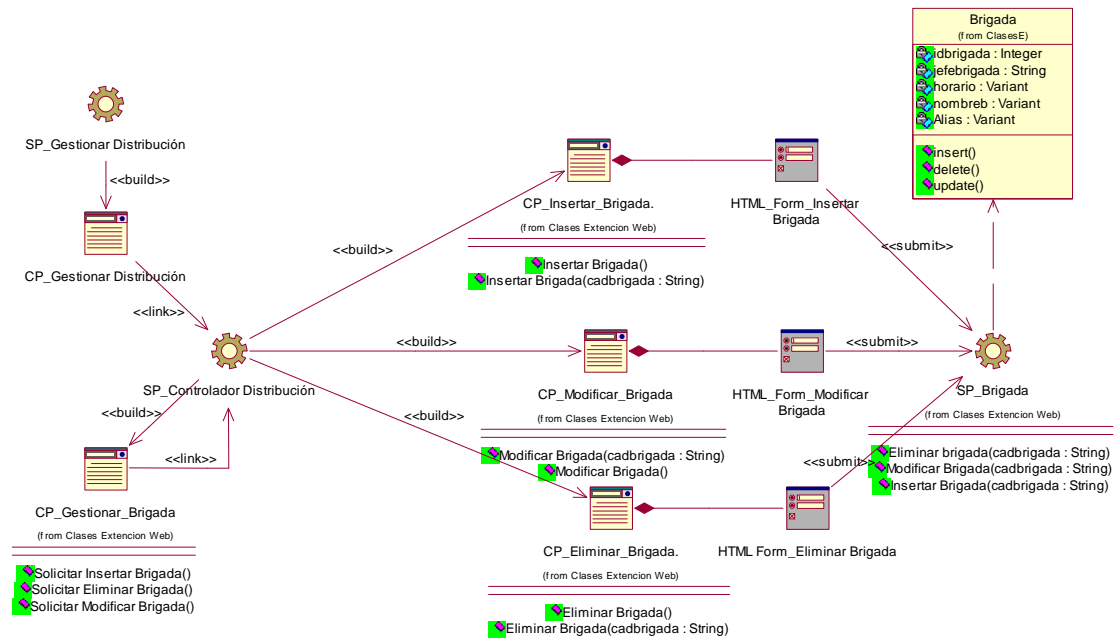 Brigada
(from ClasesE)
idbrigada : Integer
jefebrigada : String
horario : Variant
nombreb : Variant
Alias : Variant
insert()
delete()
update()
SP_Gestionar Distribución
<<build>>
CP_Gestionar Distribución
<<link>>
SP_Controlador Distribución
<<build>>
<<link>>
CP_Gestionar_Brigada
(from Clases Extencion Web)
Solicitar Insertar Brigada()
Solicitar Eliminar Brigada()
Solicitar Modificar Brigada()
<<build>>
CP_Insertar_Brigada.
(from Clases Extencion Web)
Insertar Brigada()
Insertar Brigada(cadbrigada : String)
HTML_Form_Insertar
Brigada
<<submit>>
<<build>>
CP_Modificar_Brigada
(from Clases Extencion Web)
Modificar Brigada(cadbrigada : String)
Modificar Brigada()
HTML_Form_Modificar
Brigada
<<submit>>
<<build>>
CP_Eliminar_Brigada.
(from Clases Extencion Web)
Eliminar Brigada()
Eliminar Brigada(cadbrigada : String)
HTML Form_Eliminar Brigada
<<submit>>
SP_Brigada
(from Clases Extencion Web)
Eliminar brigada(cadbrigada : String)
Modificar Brigada(cadbrigada : String)
Insertar Brigada(cadbrigada : String)